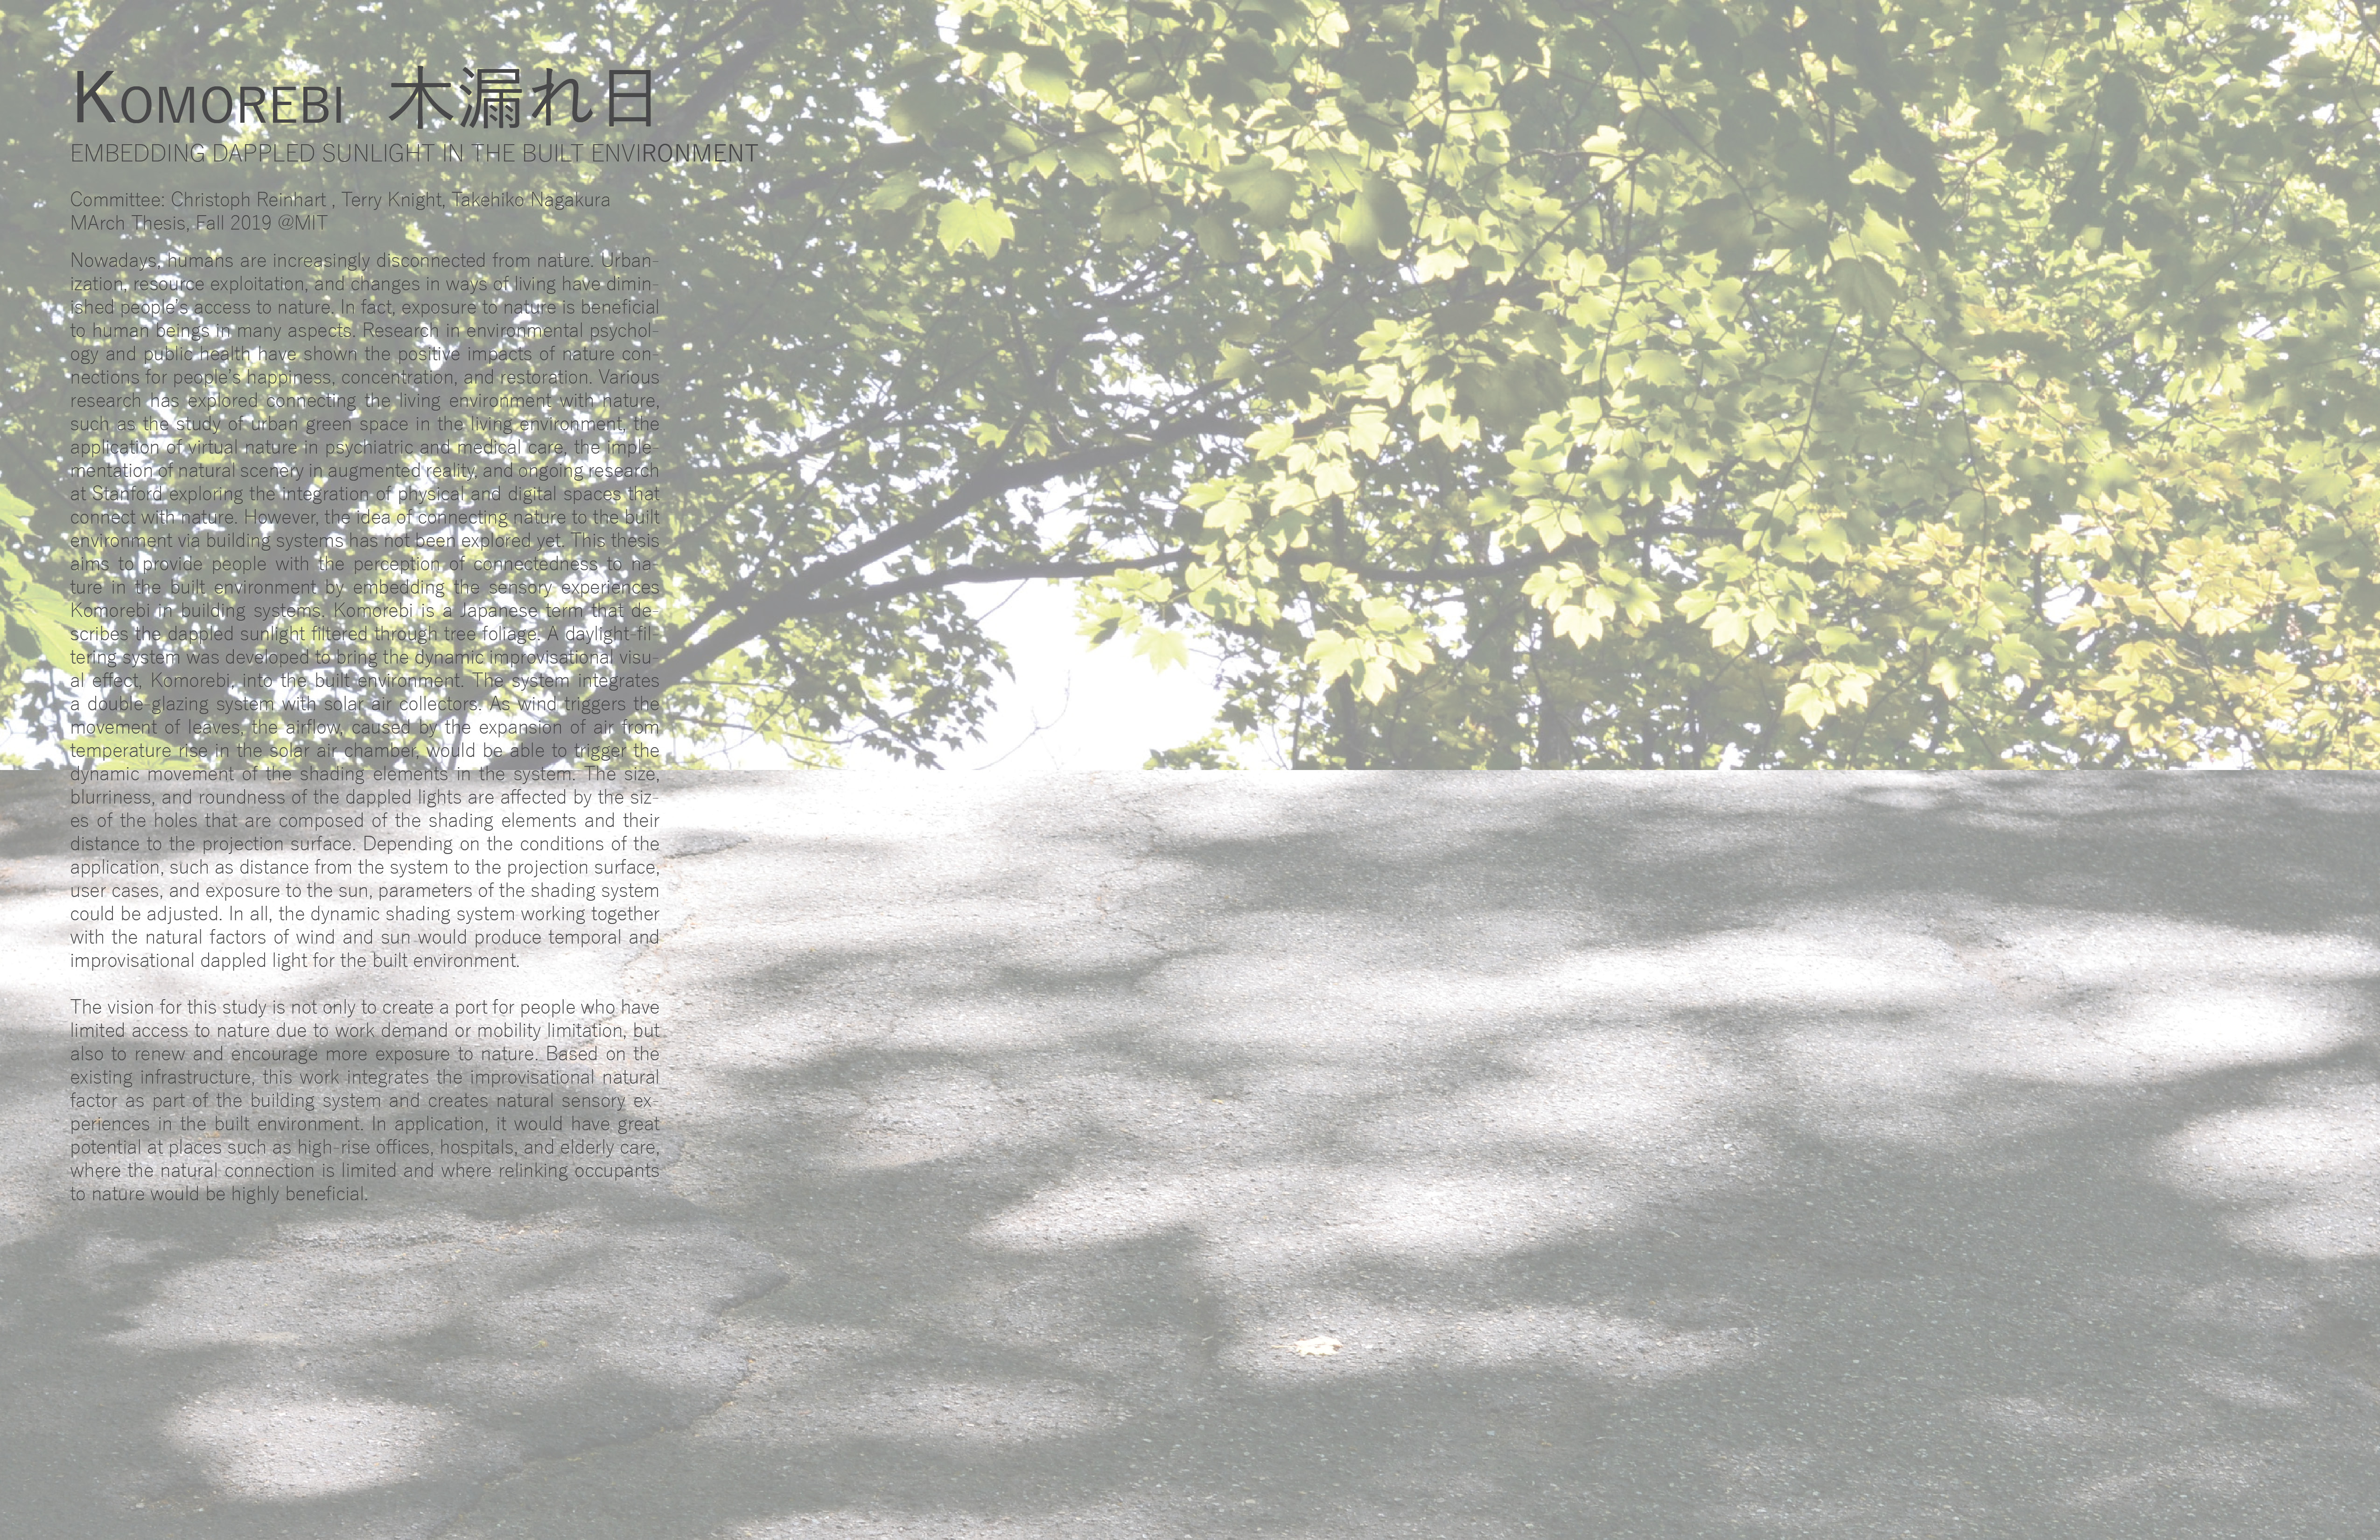 KOMOREBI 木漏れ日
EMBEDDING DAPPLED SUNLIGHT IN THE BUILT ENVIRONMENT
Committee: Christoph Reinhart , Terry Knight, Takehiko Nagakura
MArch Thesis, Fall 2019 @MIT
Nowadays, humans are increasingly disconnected from nature. Urban-
ization, resource exploitation, and changes in ways of living have dimin-
ished people's access to nature. In fact, exposure to nature is beneficial
to human beings in many aspects. Research in environmental psychol-
ogy and public health have shown the positive impacts of nature con-
nections for people's happiness, concentration, and restoration. Various
research has explored connecting the living environment with nature,
such as the study of urban green space in the living environment, the
application of virtual nature in psychiatric and medical care, the imple-
mentation of natural scenery in augmented reality, and ongoing research
at Stanford exploring the integration of physical and digital spaces that
connect with nature. However, the idea of connecting nature to the built
environment via building systems has not been explored yet. This thesis
aims to provide people with the perception of connectedness to na-
ture in the built environment by embedding the sensory experiences
Komorebi in building systems. Komorebi is a Japanese term that de-
scribes the dappled sunlight filtered through tree foliage. A daylight-fil-
tering system was developed to bring the dynamic improvisational visu-
al effect, Komorebi, into the built environment. The system integrates
a double-glazing system with solar air collectors. As wind triggers the
movement of leaves, the airflow, caused by the expansion of air from
temperature rise in the solar air chamber, would be able to trigger the
dynamic movement of the shading elements in the system. The size,
blurriness, and roundness of the dappled lights are affected by the siz-
es of the holes that are composed of the shading elements and their
distance to the projection surface. Depending on the conditions of the
application, such as distance from the system to the projection surface,
user cases, and exposure to the sun, parameters of the shading system
could be adjusted. In all, the dynamic shading system working together
with the natural factors of wind and sun would produce temporal and
improvisational dappled light for the built environment.
The vision for this study is not only to create a port for people who have
limited access to nature due to work demand or mobility limitation, but
also to renew and encourage more exposure to nature. Based on the
existing infrastructure, this work integrates the improvisational natural
factor as part of the building system and creates natural sensory ex-
periences in the built environment. In application, it would have great
potential at places such as high-rise offices, hospitals, and elderly care,
where the natural connection is limited and where relinking occupants
to nature would be highly beneficial.